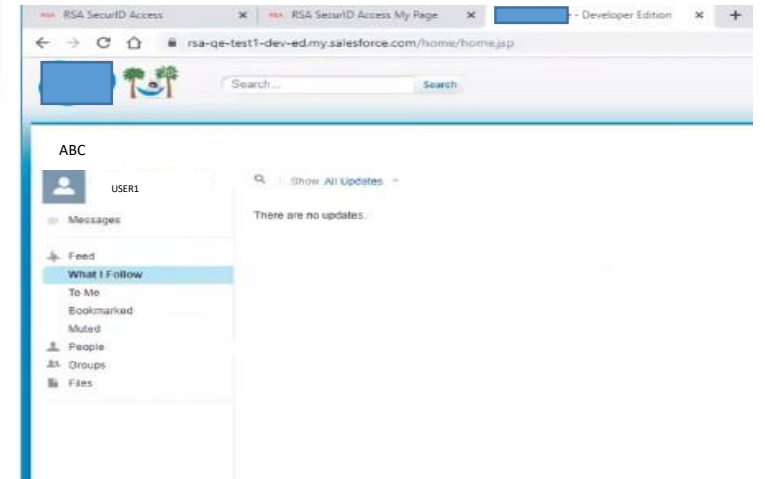 RSA RSA SecurID Access × RSA RSA SecurID Access My Page × - Developer Edition × +
rsa-qe-test1-dev-ed.my.salesforce.com/home/home.jsp
Search... Search
ABC
USER1
Show All Updates
Messages
There are no updates.
Feed
What I Follow
To Me
Bookmarked
Muted
People
Groups
Files